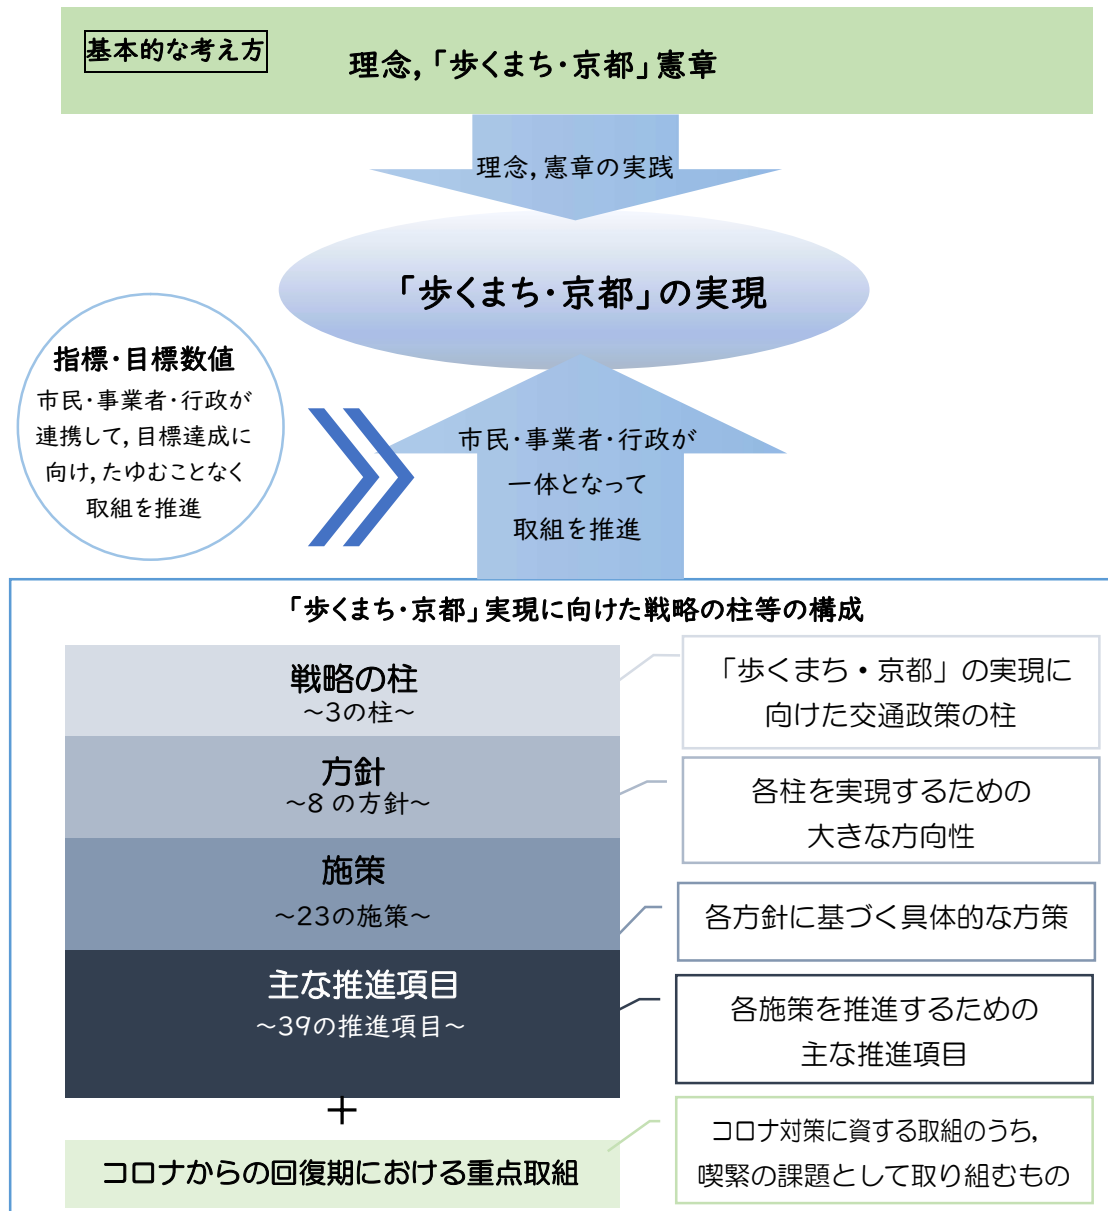 基本的な考え方
理念,「歩くまち・京都」憲章
理念,憲章の実践
「歩くまち・京都」の実現
指標・目標数値
市民・事業者・行政が
連携して,目標達成に
向け,たゆむことなく
取組を推進
市民・事業者・行政が
一体となって
取組を推進
「歩くまち・京都」実現に向けた戦略の柱等の構成
戦略の柱
～3の柱～
「歩くまち・京都」の実現に
向けた交通政策の柱
方針
～8の方針～
各柱を実現するための
大きな方向性
施策
～23の施策～
各方針に基づく具体的な方策
主な推進項目
～39の推進項目～
各施策を推進するための
主な推進項目
＋
コロナからの回復期における重点取組
コロナ対策に資する取組のうち,
喫緊の課題として取り組むもの